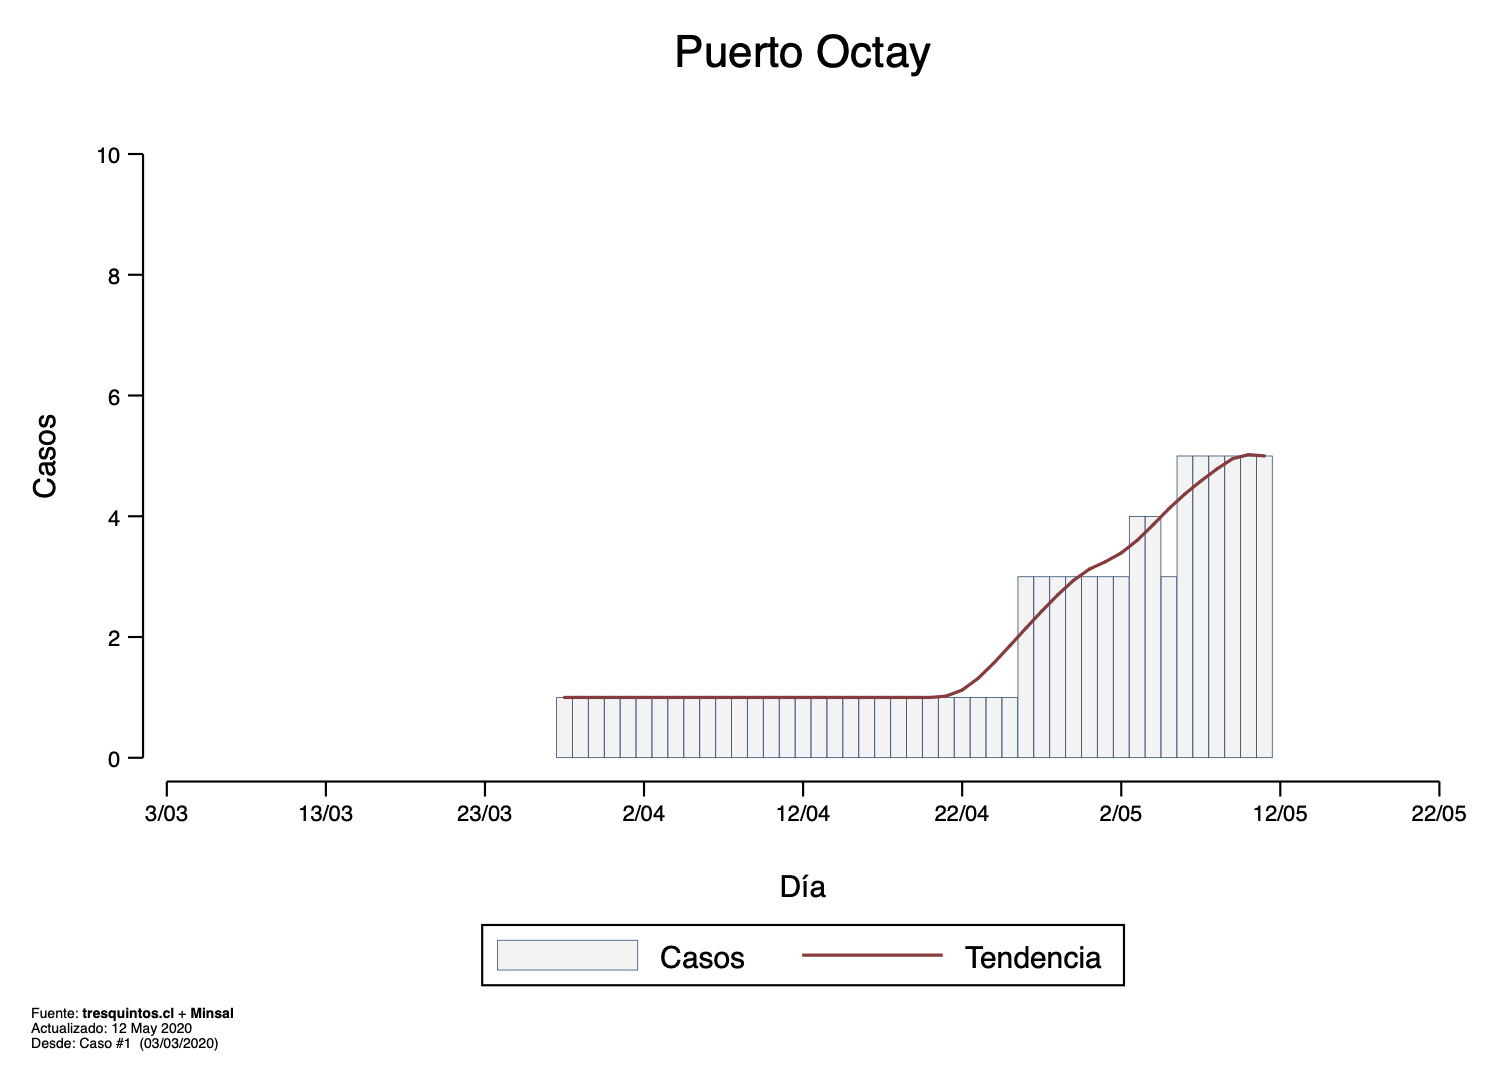 Puerto Octay
10
8
6
4
2
0
Casos
3/03 13/03 23/03 2/04 12/04 22/04 2/05 12/05 22/05
Día
Casos Tendencia
Fuente: tresquintos.cl + Minsal
Actualizado: 12 May 2020
Desde: Caso #1 (03/03/2020)